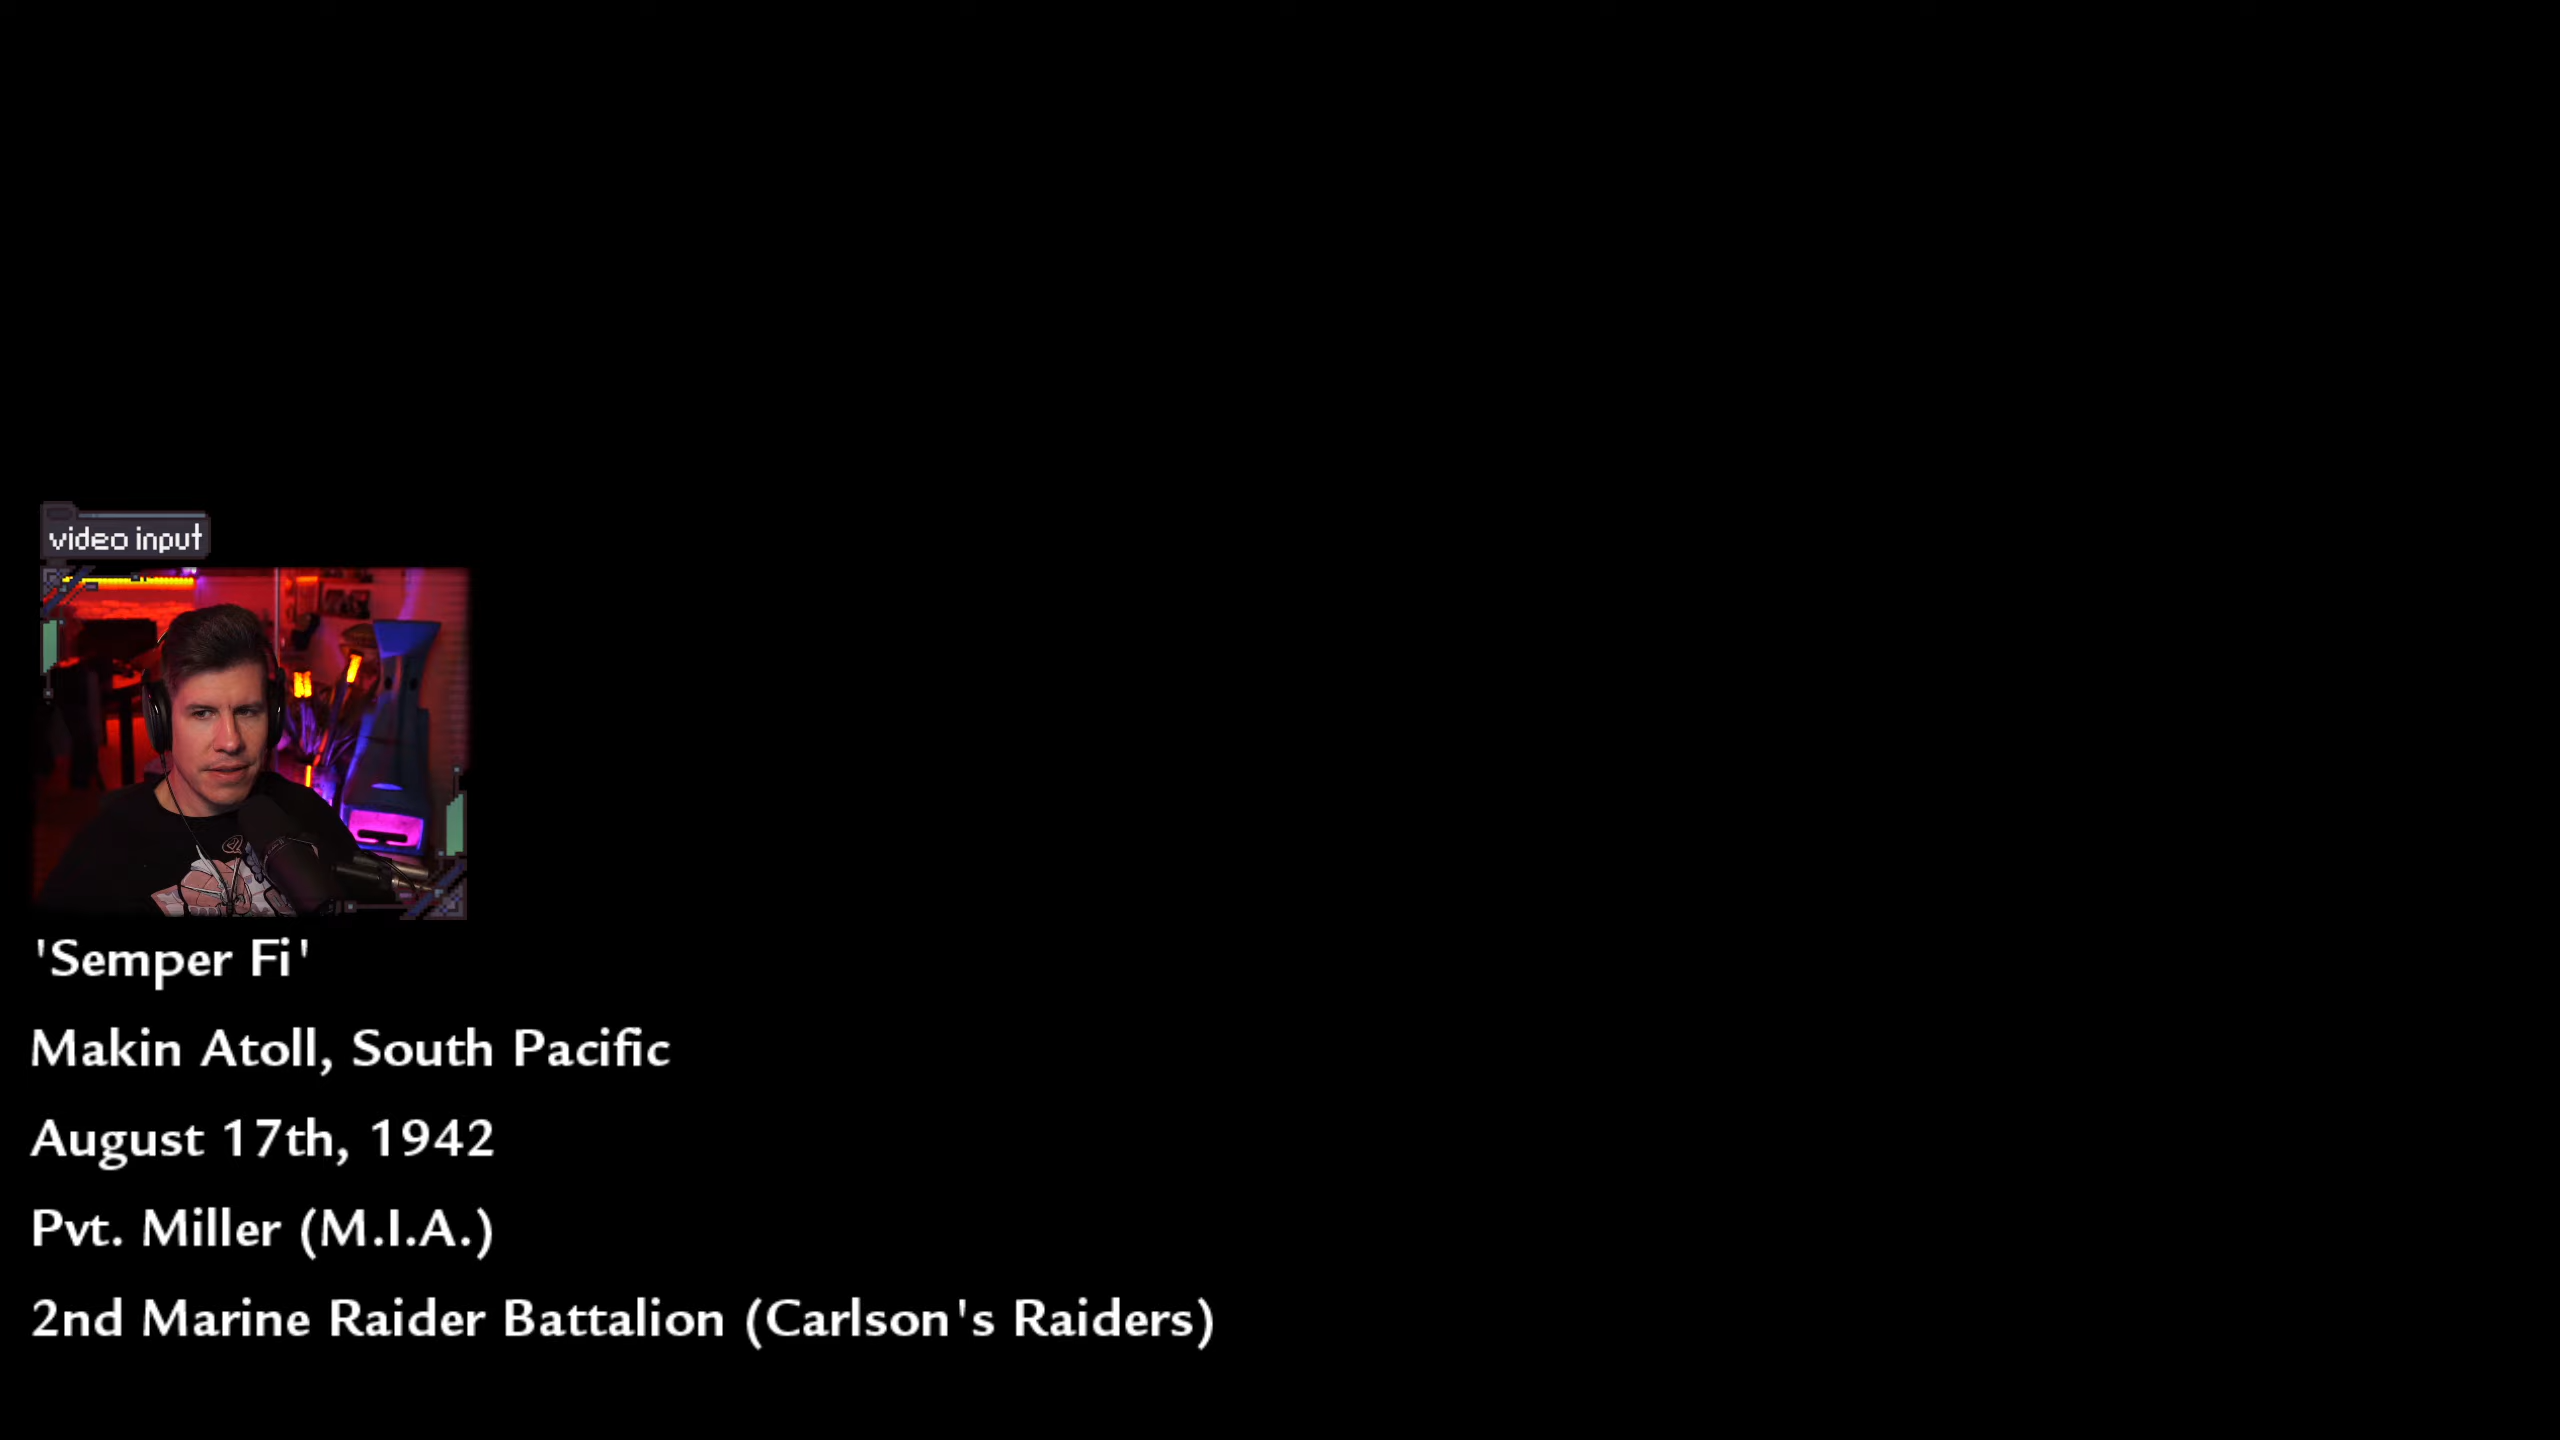 video input
'Semper Fi'
Makin Atoll, South Pacific
August 17th, 1942
Pvt. Miller (M.I.A.)
2nd Marine Raider Battalion (Carlson's Raiders)